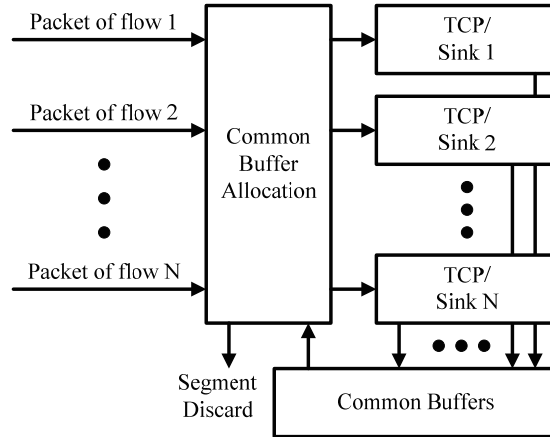 Packet of flow 1
TCP/
Sink 1
Packet of flow 2
TCP/
Sink 2
Common
Buffer
Allocation
Packet of flow N
TCP/
Sink N
Segment
Discard
Common Buffers